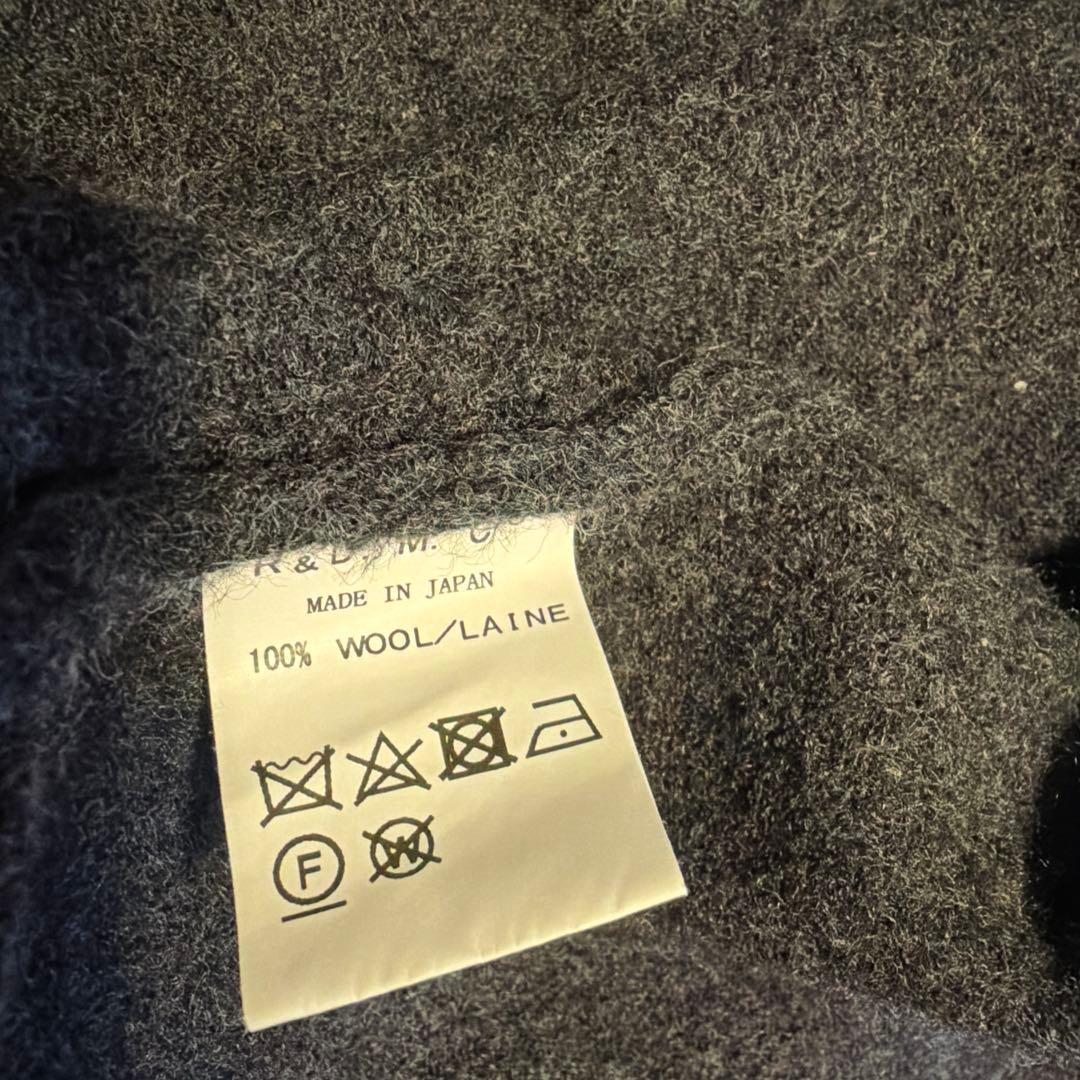 R & D. M. C
MADE IN JAPAN
100% WOOL/LAINE
F W